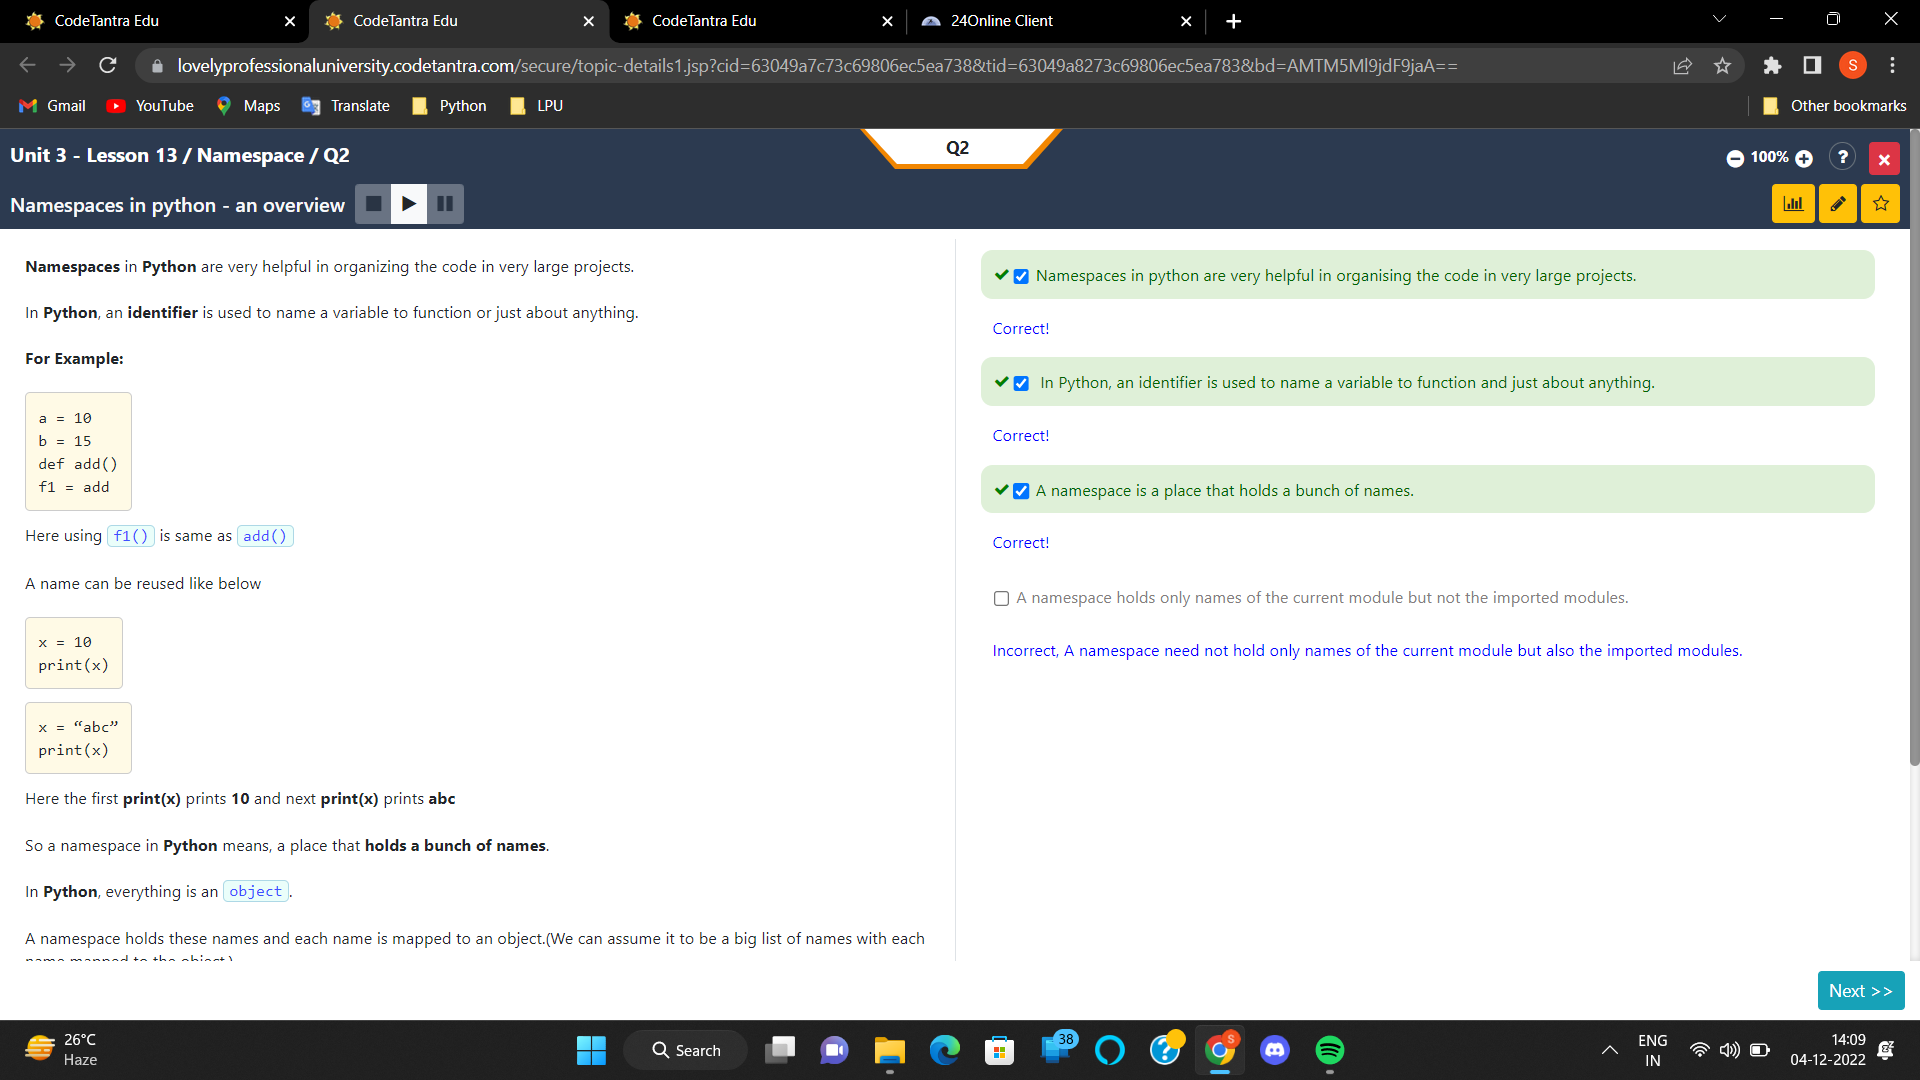 CodeTantra Edu
CodeTantra Edu
CodeTantra Edu
24Online Client
lovelyprofessionaluniversity.codetantra.com/secure/topic-details1.jsp?cid=63049a7c73c69806ec5ea738&tid=63049a8273c69806ec5ea783&bd=AMTM5Ml9jdF9jaA==
S
Gmail
YouTube
Maps
Translate
Python
LPU
Other bookmarks
Unit 3 - Lesson 13 / Namespace / Q2
Q2
100%
?
Namespaces in python - an overview
Namespaces in Python are very helpful in organizing the code in very large projects.
In Python, an identifier is used to name a variable to function or just about anything.
For Example:
a = 10
b = 15
def add()
f1 = add
Here using f1() is same as add()
A name can be reused like below
x = 10
print(x)
x = “abc”
print(x)
Here the first print(x) prints 10 and next print(x) prints abc
So a namespace in Python means, a place that holds a bunch of names.
In Python, everything is an object.
A namespace holds these names and each name is mapped to an object.(We can assume it to be a big list of names with each
name mapped to the object.)
Namespaces in python are very helpful in organising the code in very large projects.
Correct!
In Python, an identifier is used to name a variable to function and just about anything.
Correct!
A namespace is a place that holds a bunch of names.
Correct!
A namespace holds only names of the current module but not the imported modules.
Incorrect, A namespace need not hold only names of the current module but also the imported modules.
Next >>
26°C
Haze
Search
38
S
ENG
IN
14:09
04-12-2022